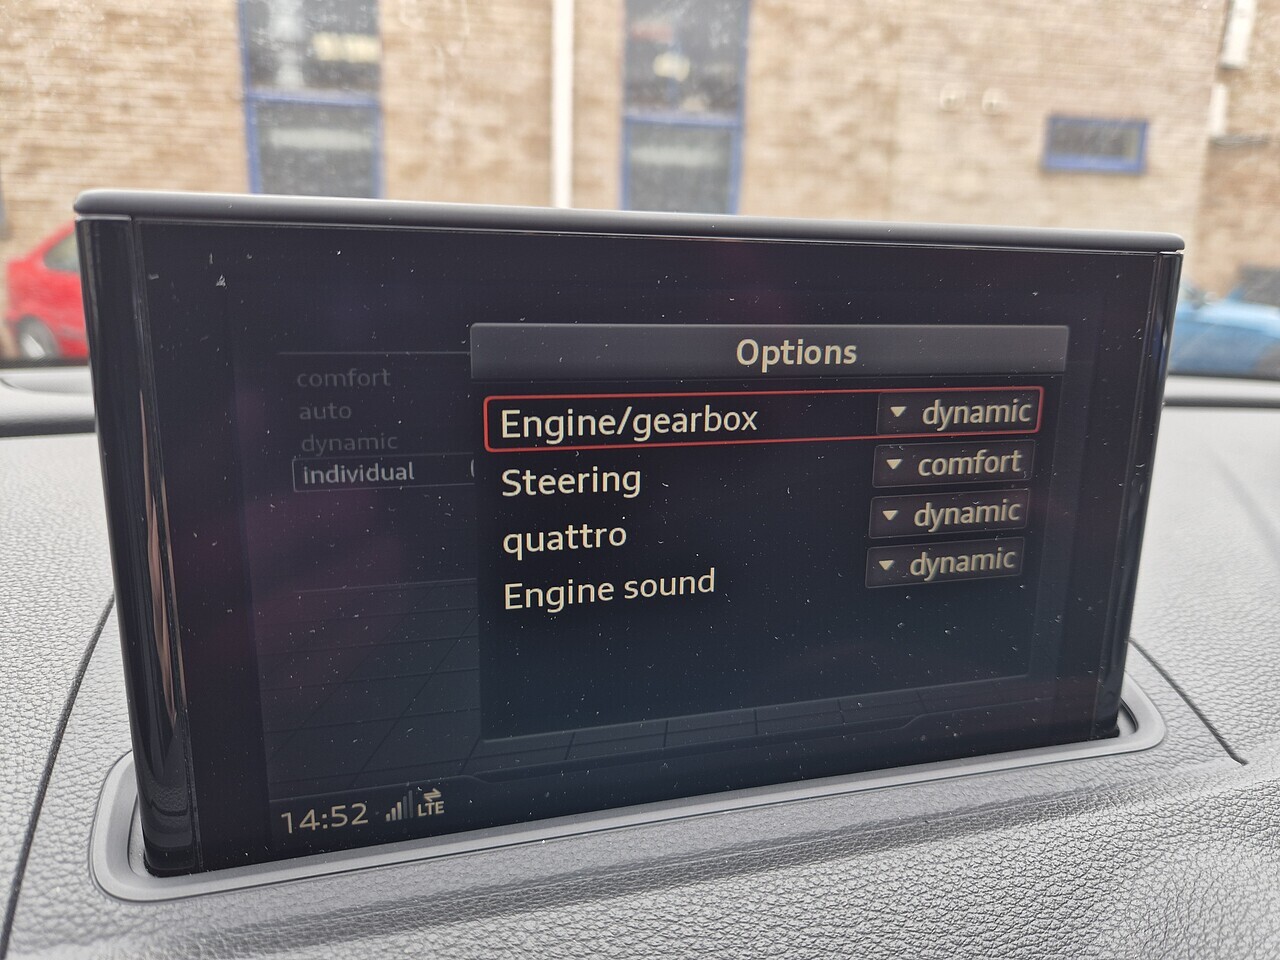 Options
comfort
auto
dynamic
individual
Engine/gearbox dynamic
Steering comfort
quattro dynamic
Engine sound dynamic
14:52 LTE